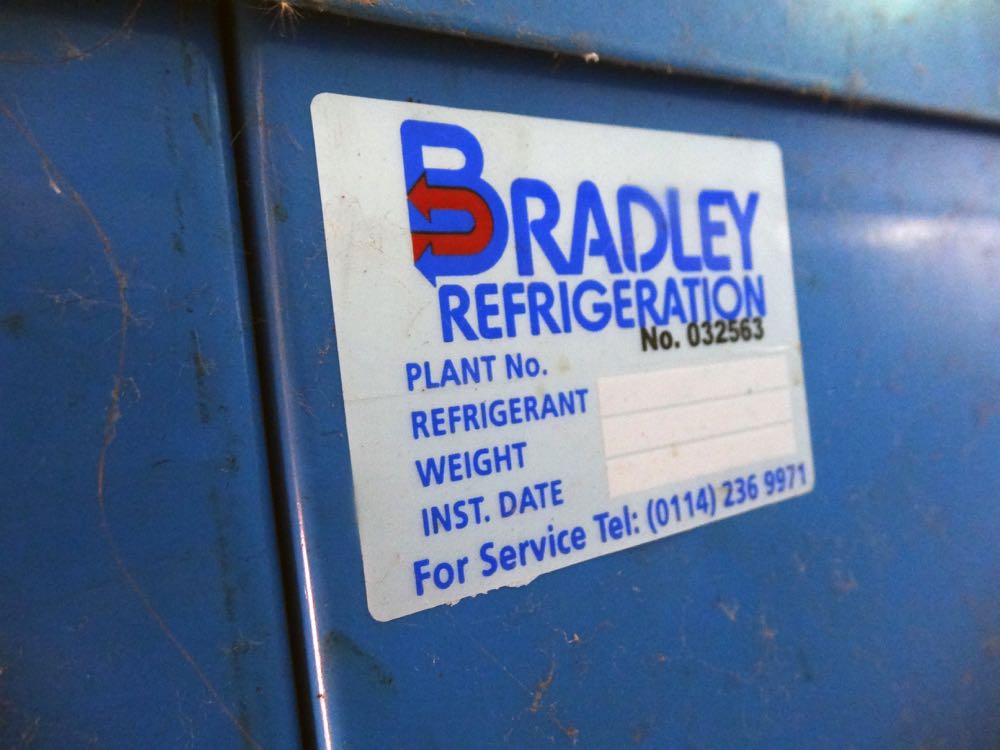 BRADLEY
REFRIGERATION
No. 032563
PLANT No.
REFRIGERANT
WEIGHT
INST. DATE
For Service Tel: (0114) 236 9971